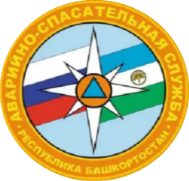 АВАРИЙНО-СПАСАТЕЛЬНАЯ СЛУЖБА
РЕСПУБЛИКА БАШКОРТОСТАН